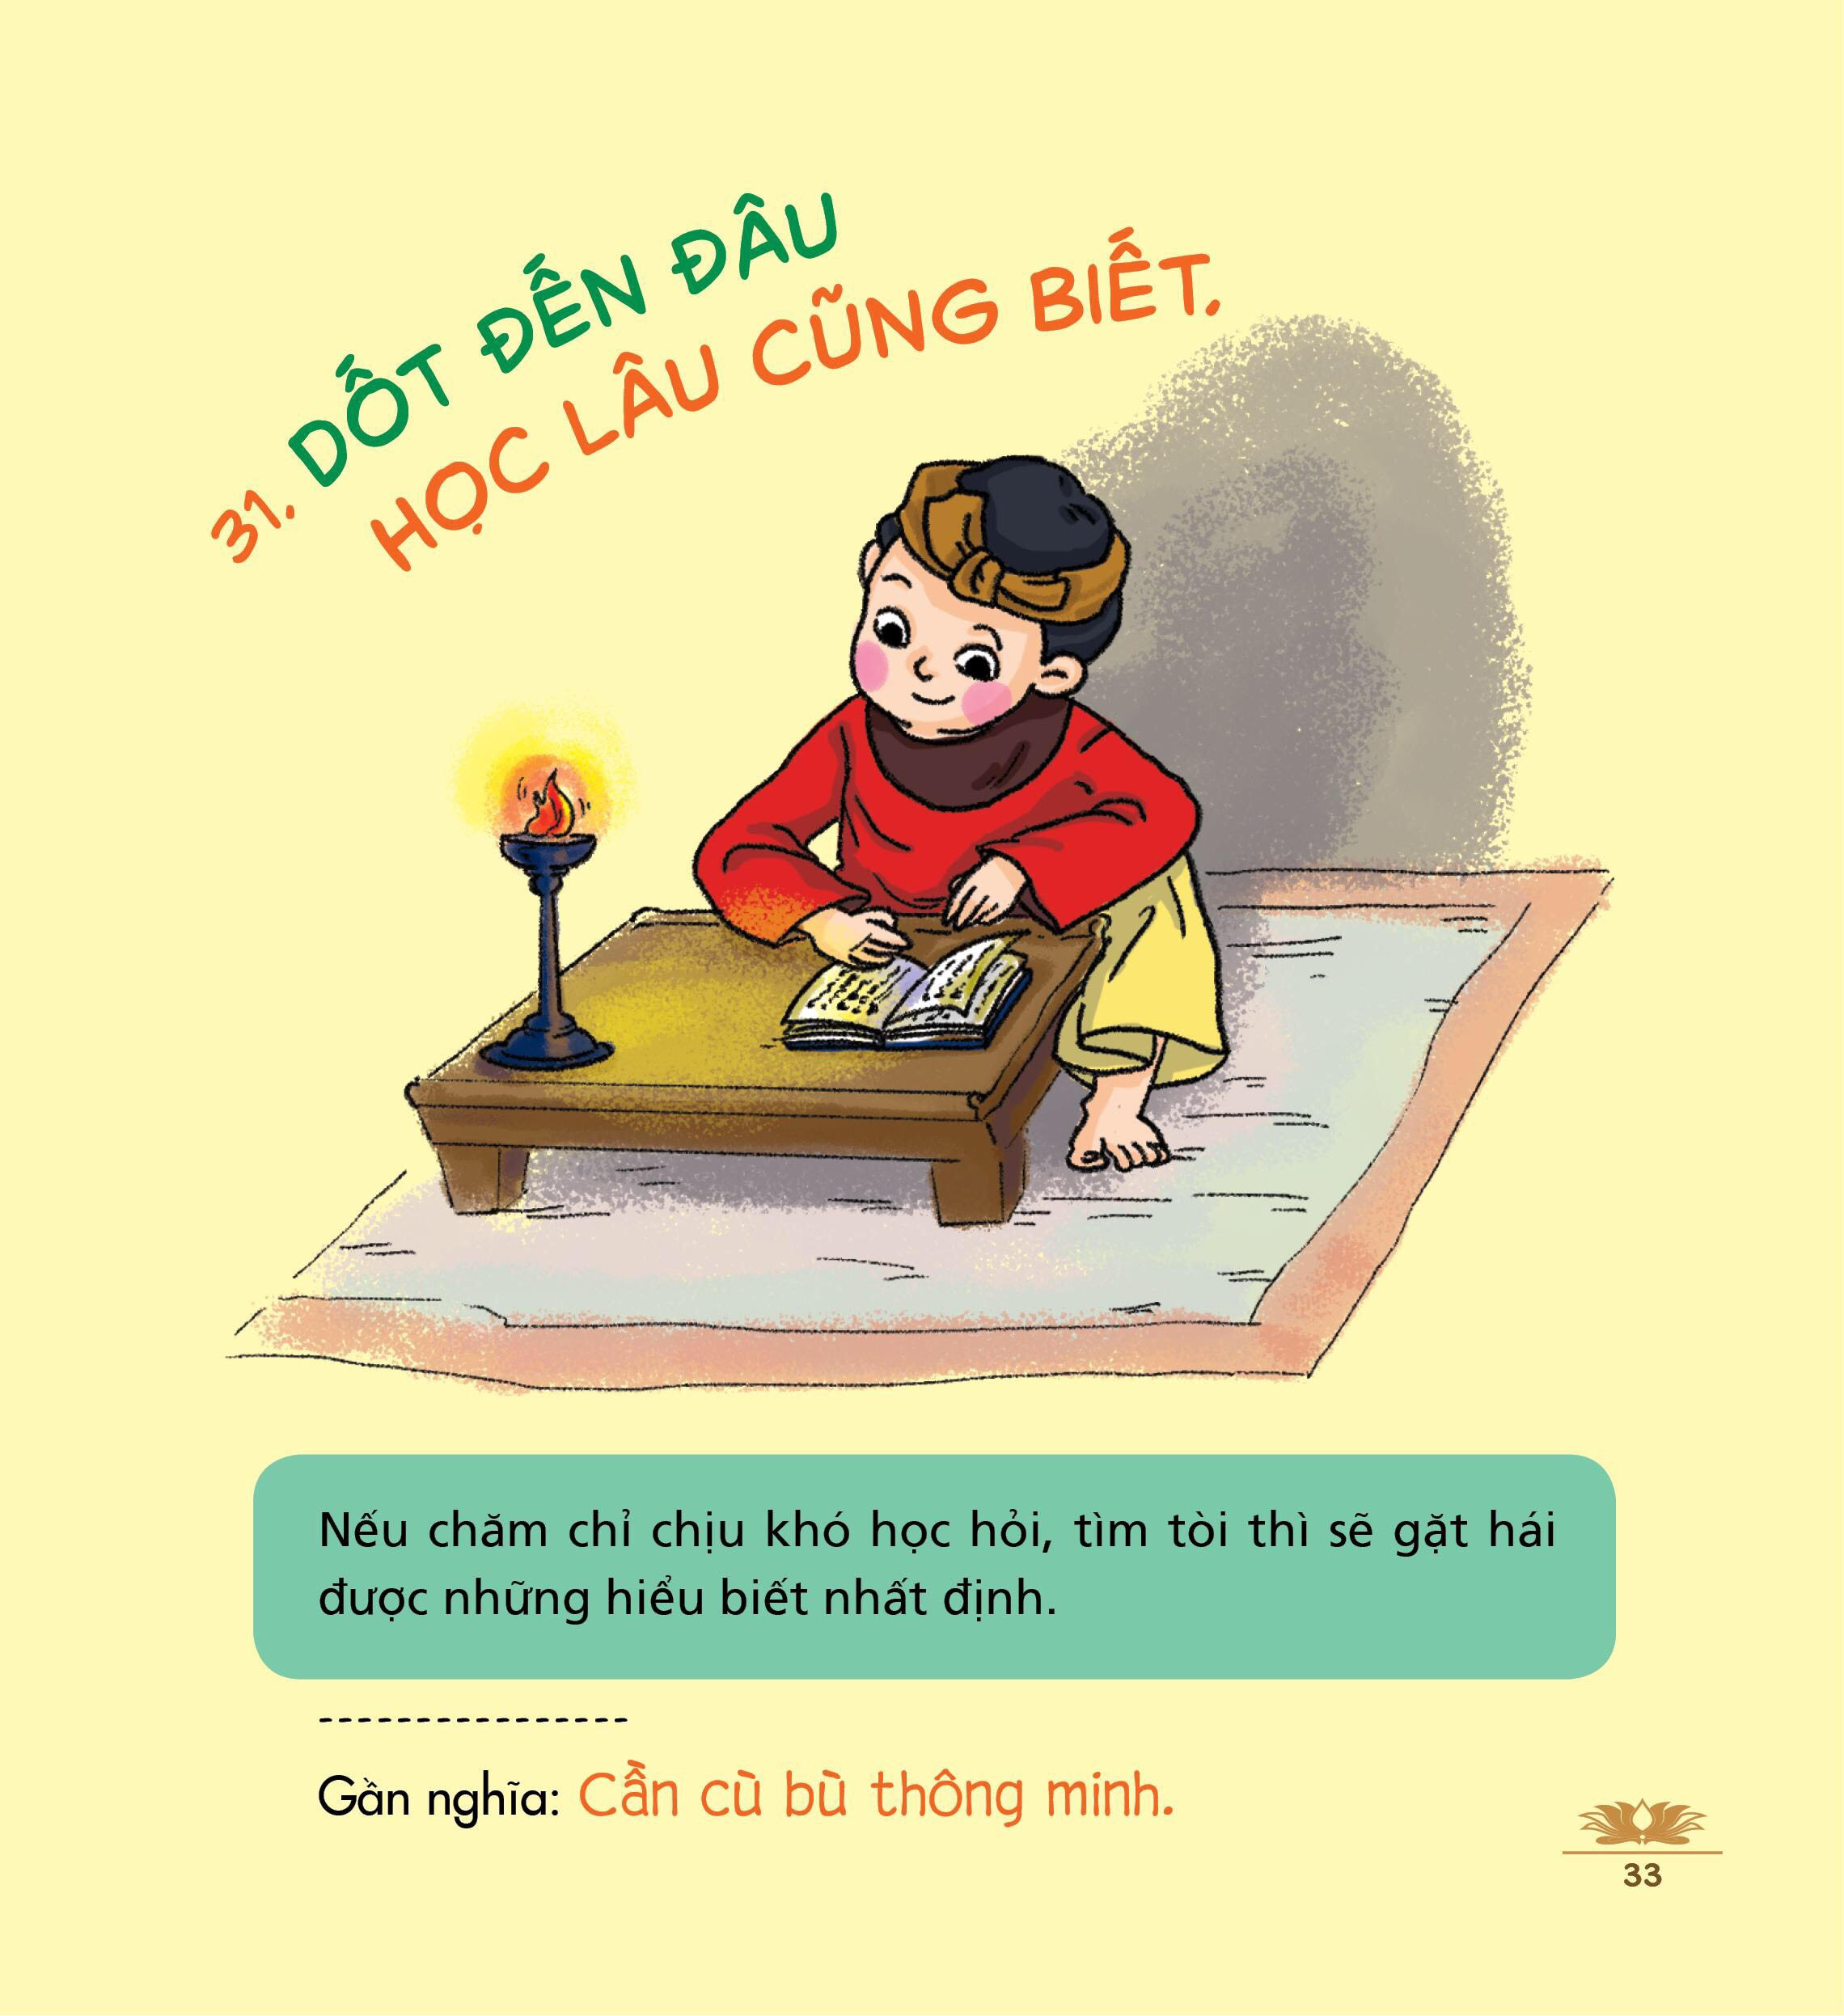 31. DỐT ĐẾN ĐÂU
HỌC LÂU CŨNG BIẾT.
Nếu chăm chỉ chịu khó học hỏi, tìm tòi thì sẽ gặt hái
được những hiểu biết nhất định.
----------------
Gần nghĩa: Cần cù bù thông minh.
33